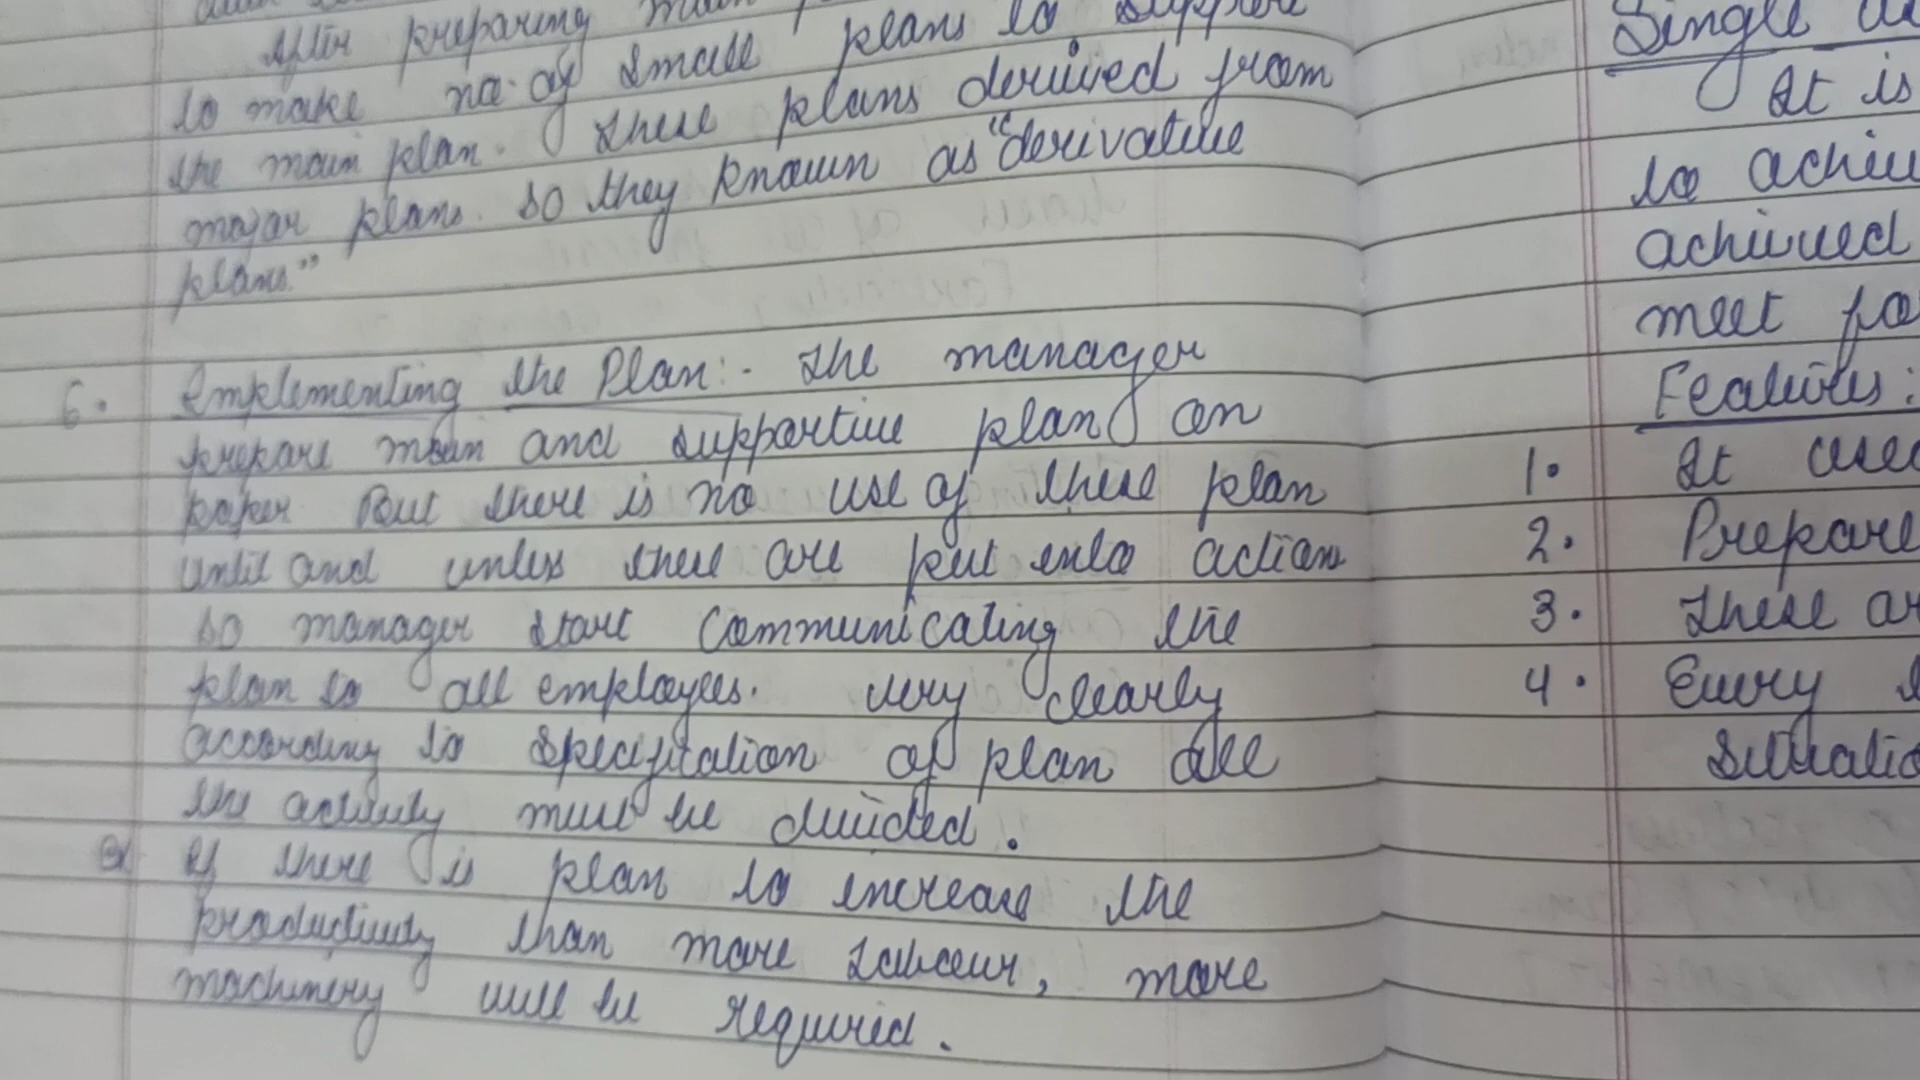 After preparing main
to make no. of small plans to support
the main plan. These plans derived from
major plans. so they known as "derivative
plans."
6. Implementing the Plan:- The manager
prepare main and supportive plan on
paper But there is no use of these plan
until and unless these are put into action
so manager start communicating the
plan to all employees. very clearly
according to specification of plan all
the activity must be divided.
Ex If there is plan to increase the
productivity than more labour, more
machinery will be required.
Single
It is
to achieve
achieved
meet
Features:
1. It used
2. Prepare
3. These
4. Every